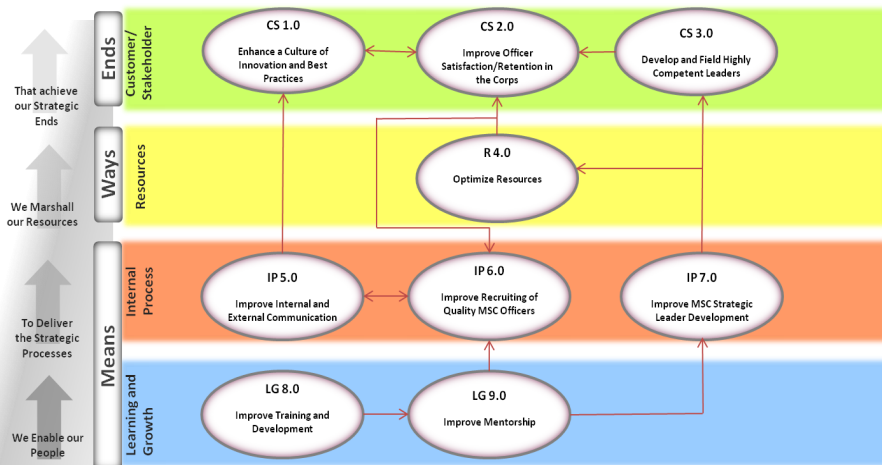 Ends
Customer/
Stakeholder
CS 1.0
Enhance a Culture of
Innovation and Best
Practices
CS 2.0
Improve Officer
Satisfaction/Retention
in the Corps
CS 3.0
Develop and Field Highly
Competent Leaders
That achieve
our Strategic
Ends
Ways
Resources
R 4.0
Optimize Resources
We Marshall
our Resources
Means
Internal
Process
IP 5.0
Improve Internal and
External Communication
IP 6.0
Improve Recruiting of
Quality MSC Officers
IP 7.0
Improve MSC Strategic
Leader Development
To Deliver
the Strategic
Processes
Learning and
Growth
LG 8.0
Improve Training and
Development
LG 9.0
Improve Mentorship
We Enable our
People